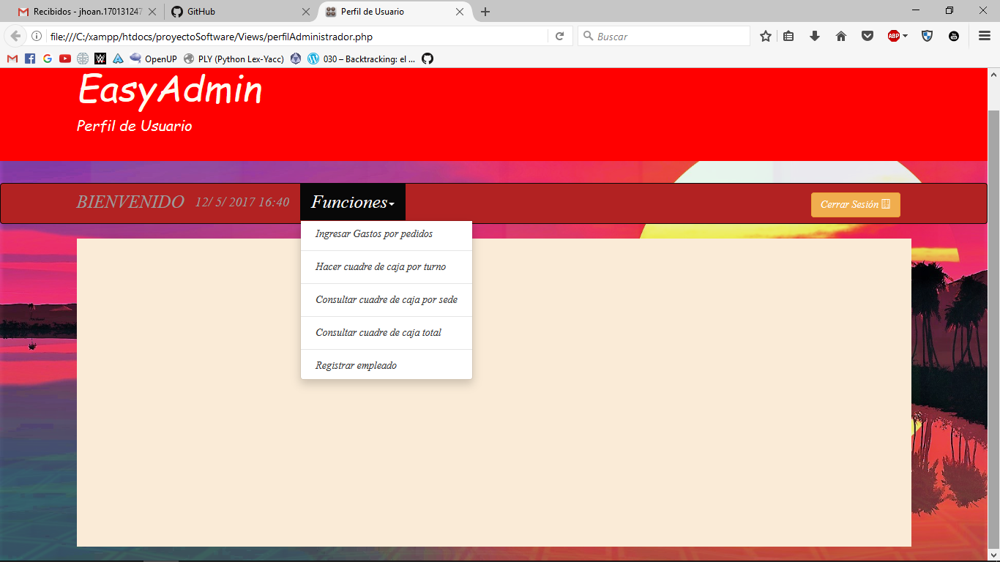 Recibidos - jhoan.170131247
GitHub
Perfil de Usuario
file:///C:/xampp/htdocs/proyectoSoftware/Views/perfilAdministrador.php
Buscar
ABP
OpenUP
PLY (Python Lex-Yacc)
030 – Backtracking: el ...
EasyAdmin
Perfil de Usuario
BIENVENIDO 12/ 5/ 2017 16:40 Funciones
Cerrar Sesión
Ingresar Gastos por pedidos
Hacer cuadre de caja por turno
Consultar cuadre de caja por sede
Consultar cuadre de caja total
Registrar empleado